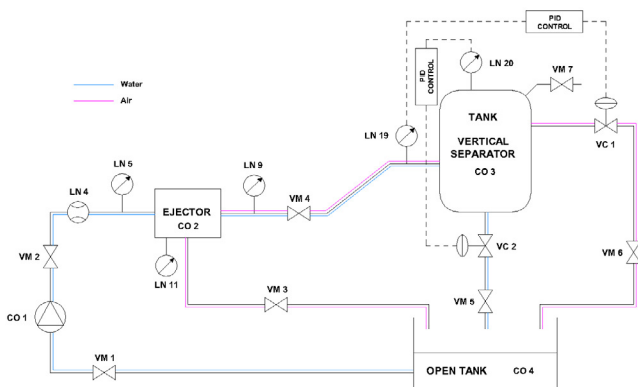 PID
CONTROL
PID
CONTROL
LN 20
VM 7
Water
Air
TANK
VERTICAL
SEPARATOR
CO 3
LN 19
VC 1
LN 5
LN 9
LN 4
VM 4
EJECTOR
CO 2
VC 2
VM 2
VM 6
LN 11
VM 3
VM 5
CO 1
VM 1
OPEN TANK
CO 4